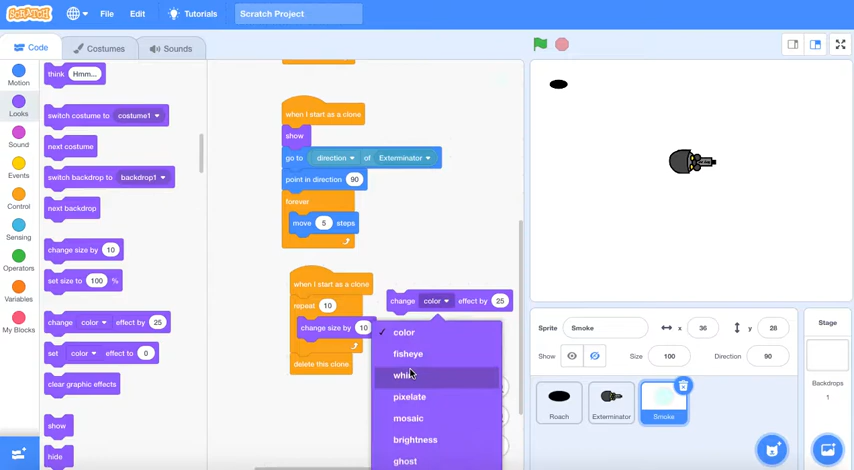 SCRATCH File Edit Tutorials Scratch Project
Code Costumes Sounds
Motion
Looks
Sound
Events
Control
Sensing
Operators
Variables
My Blocks
think Hmm...
switch costume to costume1
next costume
switch backdrop to backdrop1
next backdrop
change size by 10
set size to 100 %
change color effect by 25
set color effect to 0
clear graphic effects
show
hide
when I start as a clone
show
go to direction of Exterminator
point in direction 90
forever
move 5 steps
when I start as a clone
repeat 10
change size by 10
delete this clone
change color effect by 25
color
fisheye
pixelate
mosaic
brightness
ghost
Sprite Smoke x 36 y 28
Show Size 100 Direction 90
Roach Exterminator Smoke
Stage
Backdrops
1